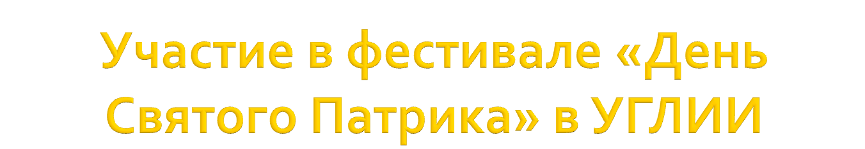 Участие в фестивале «День
Святого Патрика» в УГЛИИ